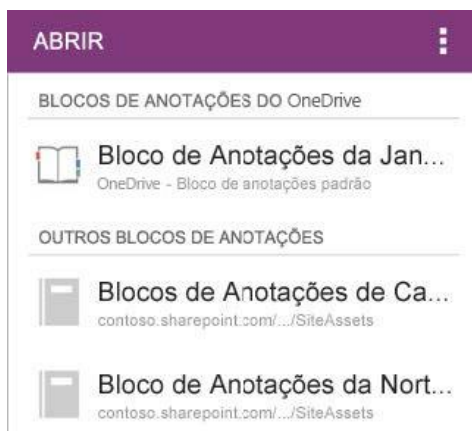 ABRIR
BLOCOS DE ANOTAÇÕES DO OneDrive
Bloco de Anotações da Jan...
OneDrive - Bloco de anotações padrão
OUTROS BLOCOS DE ANOTAÇÕES
Blocos de Anotações de Ca...
contoso.sharepoint.com/.../SiteAssets
Bloco de Anotações da Nort...
contoso.sharepoint.com/.../SiteAssets